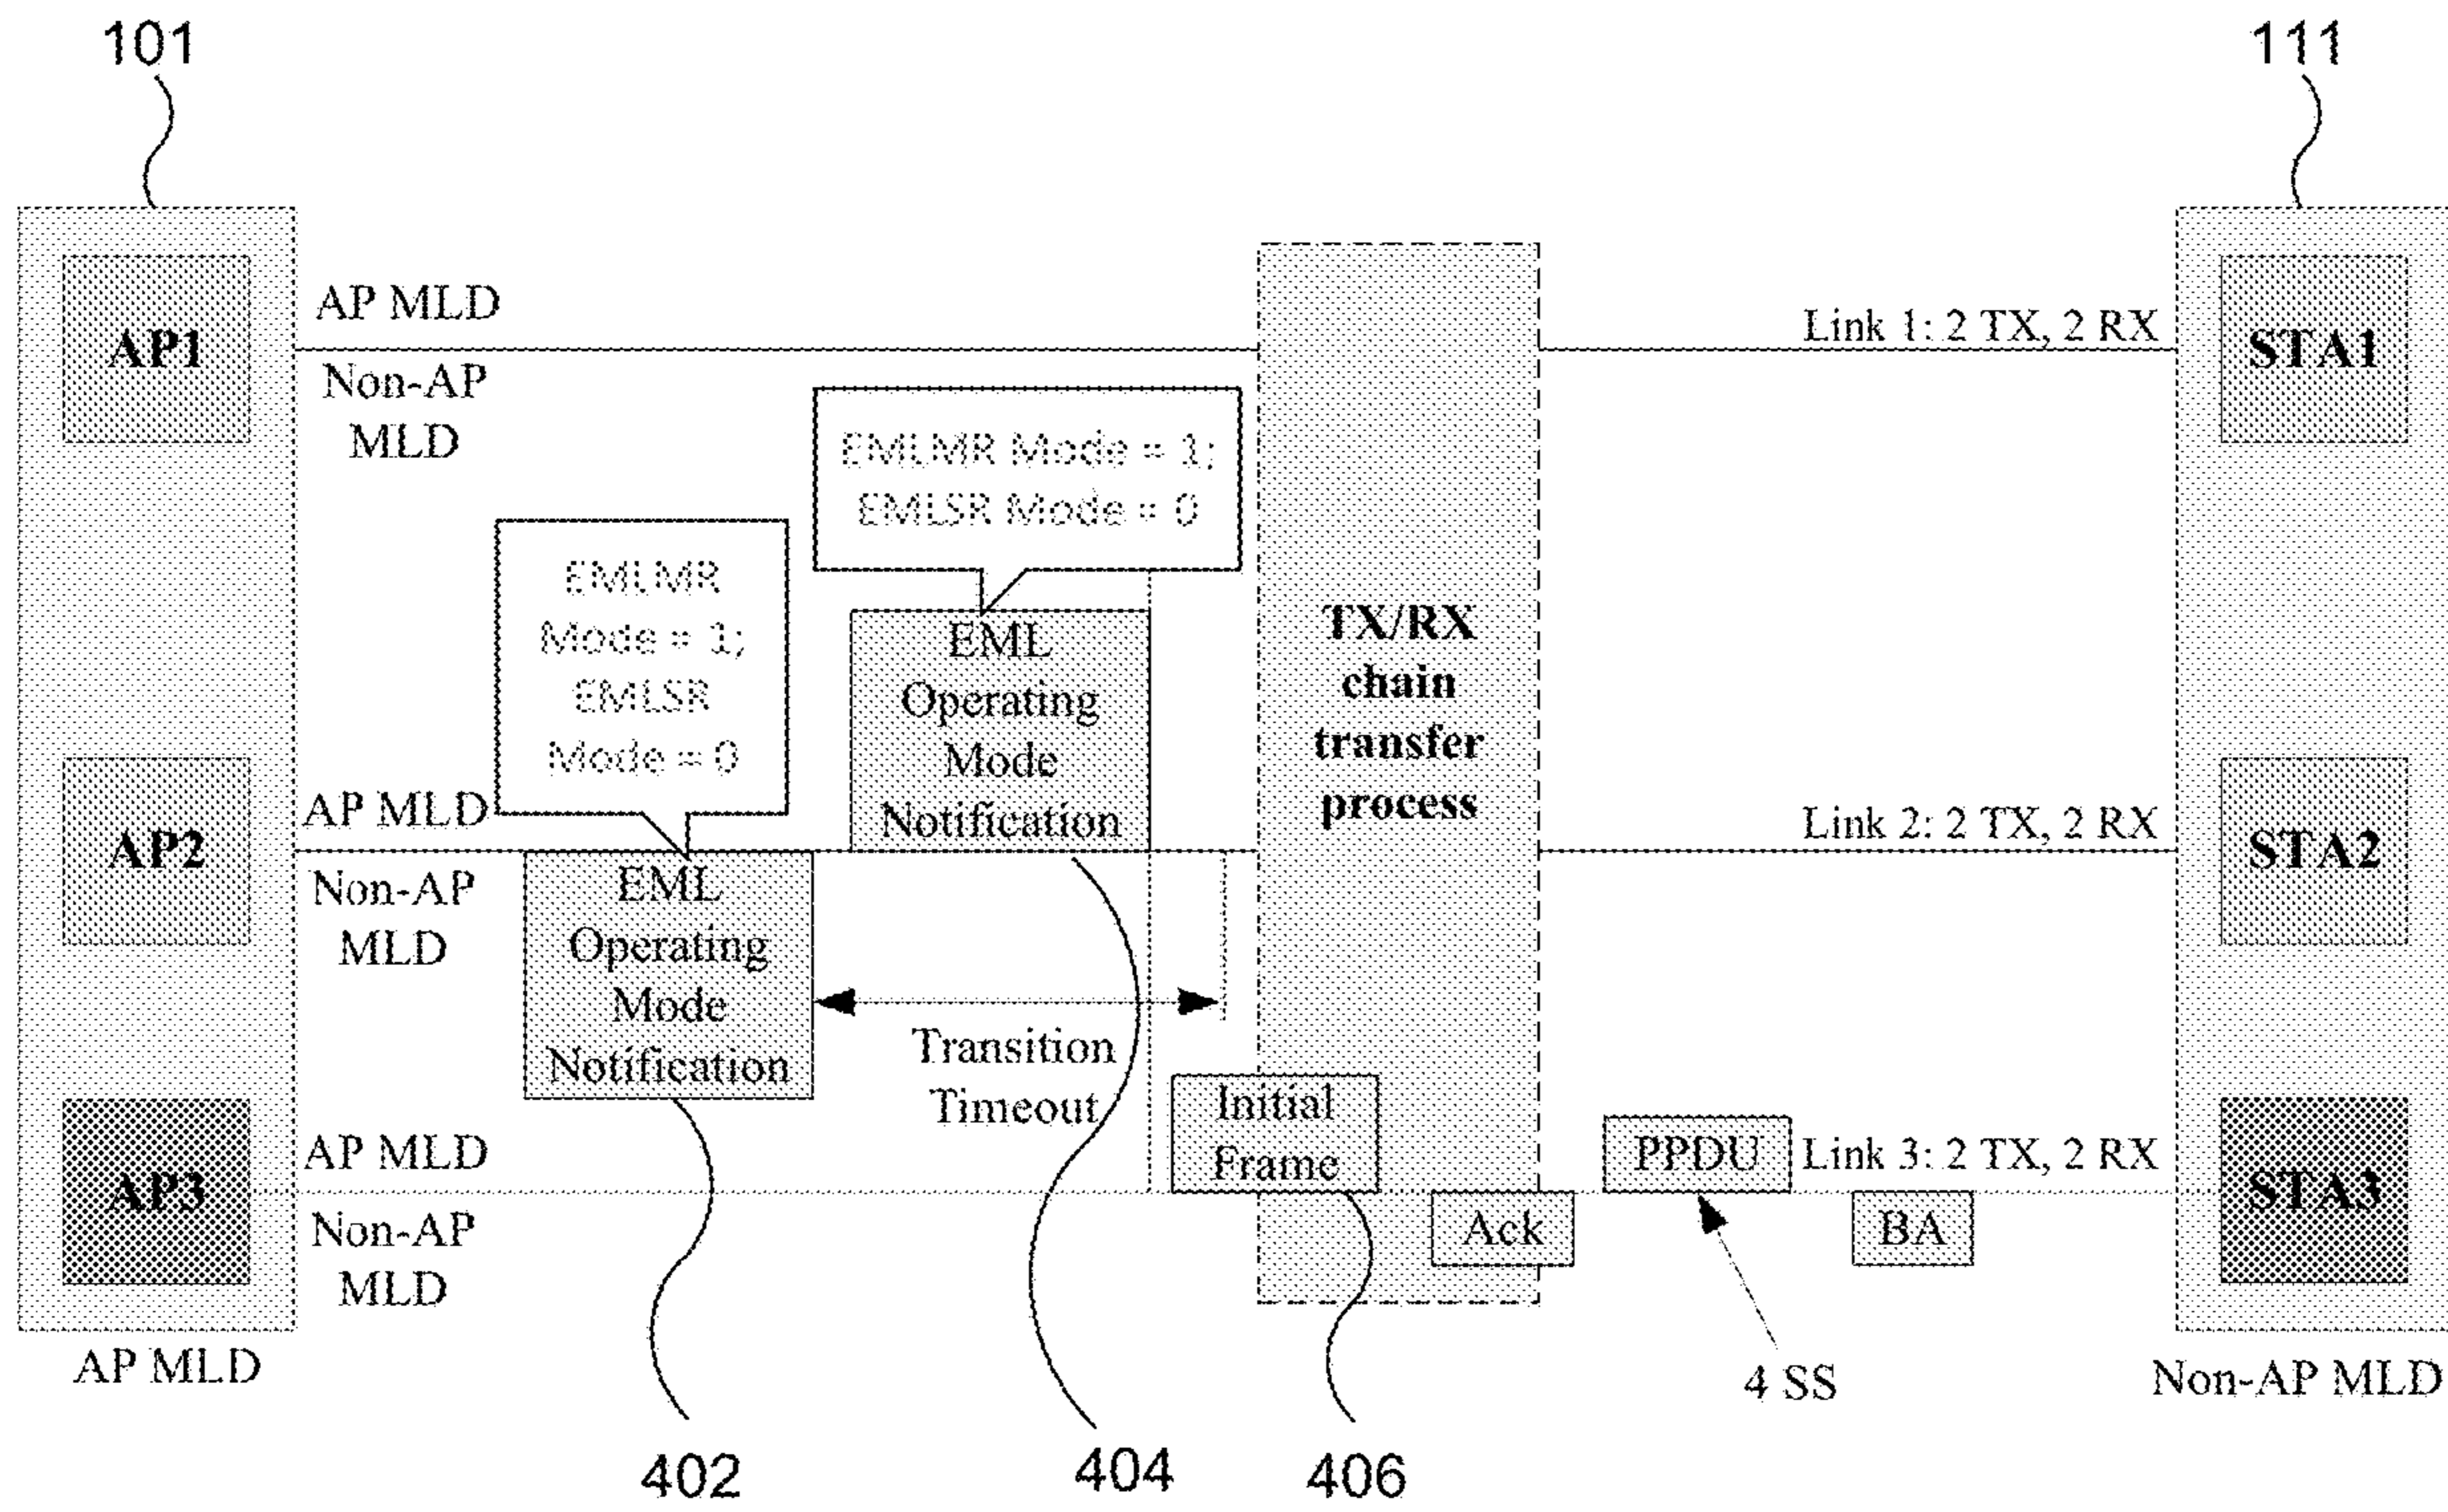 101
111
AP MLD
Non-AP
MLD
AP1
Link 1: 2 TX, 2 RX
STA1
EMLMR Mode = 1;
EMLSR Mode = 0
EMLMR
Mode = 1;
EMLSR
Mode = 0
EML
Operating
Mode
Notification
TX/RX
chain
transfer
process
AP MLD
Non-AP
MLD
AP2
Link 2: 2 TX, 2 RX
STA2
EML
Operating
Mode
Notification
Transition
Timeout
Initial
Frame
AP MLD
Non-AP
MLD
AP3
Ack
PPDU
Link 3: 2 TX, 2 RX
BA
STA3
AP MLD
4 SS
Non-AP MLD
402
404
406